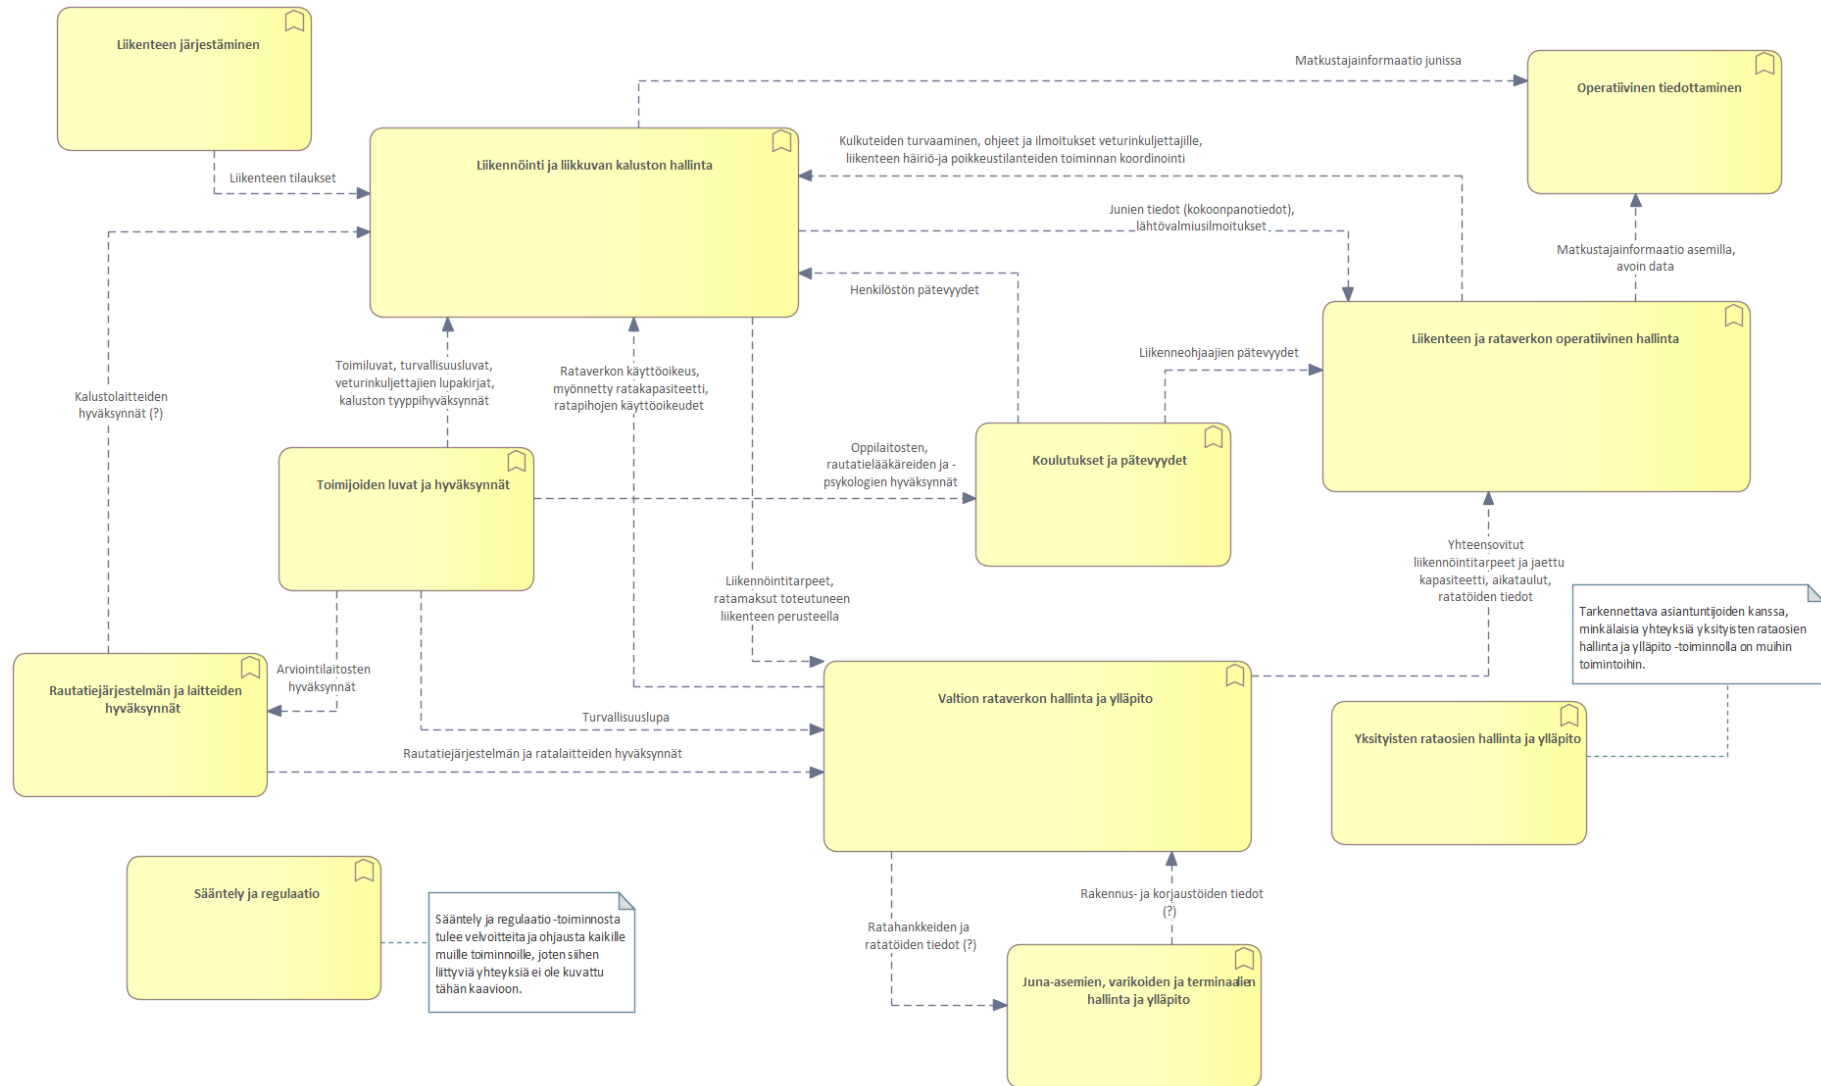 Liikenteen järjestäminen
Matkustajainformaatio junissa
Operatiivinen tiedottaminen
Liikennöinti ja liikkuvan kaluston hallinta
Kulkuteiden turvaaminen, ohjeet ja ilmoitukset veturinkuljettajille,
liikenteen häiriö-ja poikkeustilanteiden toiminnan koordinointi
Liikenteen tilaukset
Junien tiedot (kokoonpanotiedot),
lähtövalmiusilmoitukset
Matkustajainformaatio asemilla,
avoin data
Henkilöstön pätevyydet
Liikenteen ja rataverkon operatiivinen hallinta
Liikenneohjaajien pätevyydet
Kalustolaitteiden
hyväksynnät (?)
Toimiluvat, turvallisuusluvat,
veturinkuljettajien lupakirjat,
kaluston tyyppihyväksynnät
Rataverkon käyttöoikeus,
myönnetty ratakapasiteetti,
ratapihojen käyttöoikeudet
Oppilaitosten,
rautatielääkäreiden ja -
psykologien hyväksynnät
Koulutukset ja pätevyydet
Toimijoiden luvat ja hyväksynnät
Yhteensovitut
liikennöintitarpeet ja jaettu
kapasiteetti, aikataulut,
ratatöiden tiedot
Liikennöintitarpeet,
ratamaksut toteutuneen
liikenteen perusteella
Tarkennettava asiantuntijoiden kanssa,
minkälaisia yhteyksiä yksityisten rataosien
hallinta ja ylläpito -toiminnolla on muihin
toimintoihin.
Arviointilaitosten
hyväksynnät
Rautatiejärjestelmän ja laitteiden
hyväksynnät
Valtion rataverkon hallinta ja ylläpito
Turvallisuuslupa
Yksityisten rataosien hallinta ja ylläpito
Rautatiejärjestelmän ja ratalaitteiden hyväksynnät
Sääntely ja regulaatio
Sääntely ja regulaatio -toiminnosta
tulee velvoitteita ja ohjausta kaikille
muille toiminnoille, joten siihen
liittyviä yhteyksiä ei ole kuvattu
tähän kaavioon.
Rakennus- ja korjaustöiden tiedot
(?)
Ratahankkeiden ja
ratatöiden tiedot (?)
Juna-asemien, varikoiden ja terminaalien
hallinta ja ylläpito